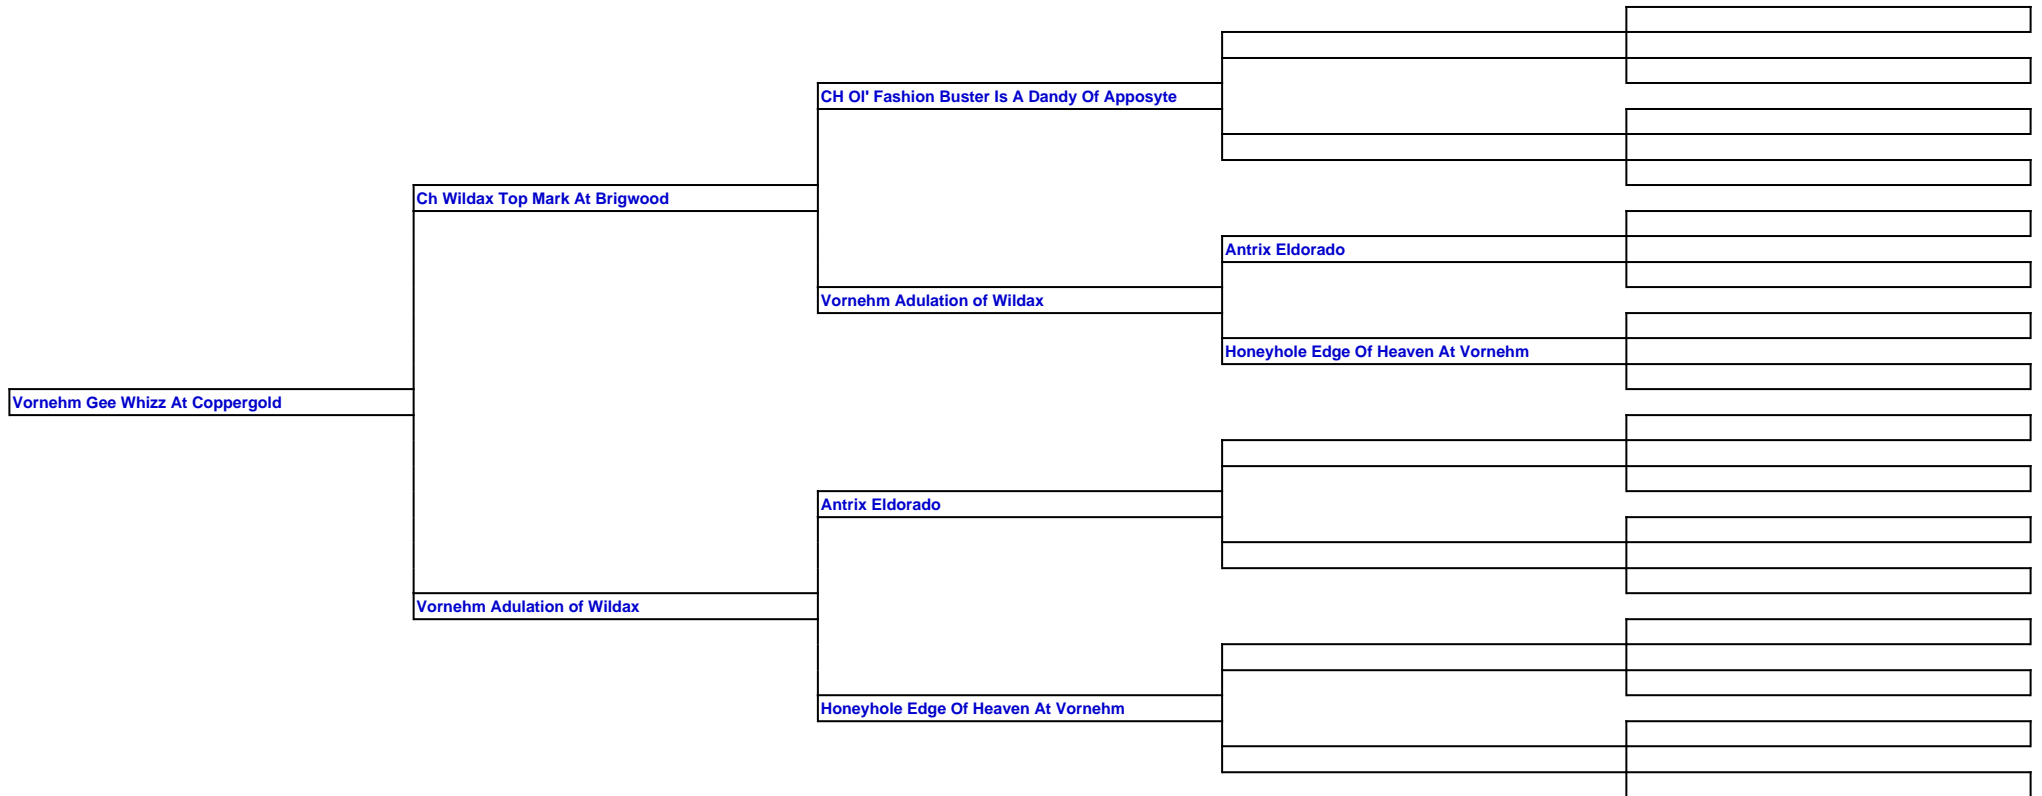 CH Ol' Fashion Buster Is A Dandy Of Apposyte
Ch Wildax Top Mark At Brigwood
Antrix Eldorado
Vornehm Adulation of Wildax
Honeyhole Edge Of Heaven At Vornehm
Vornehm Gee Whizz At Coppergold
Antrix Eldorado
Vornehm Adulation of Wildax
Honeyhole Edge Of Heaven At Vornehm